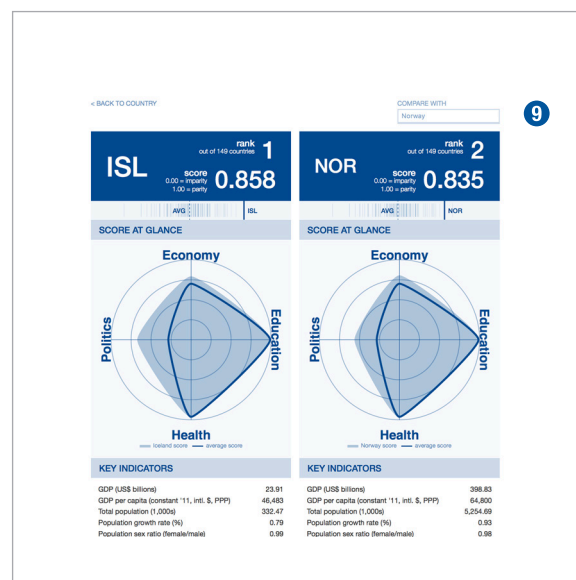 « BACK TO COUNTRY
COMPARE WITH
Norway
9
ISL
rank 1
out of 149 countries
score 0.858
0.00 = imparity
1.00 = parity
AVG
ISL
SCORE AT GLANCE
Economy
Politics
Education
Health
Iceland score average score
KEY INDICATORS
GDP (US$ billions) 23.91
GDP per capita (constant '11, intl. $, PPP) 46,483
Total population (1,000s) 332.47
Population growth rate (%) 0.79
Population sex ratio (female/male) 0.99
NOR
rank 2
out of 149 countries
score 0.835
0.00 = imparity
1.00 = parity
AVG
NOR
SCORE AT GLANCE
Economy
Politics
Education
Health
Norway score average score
KEY INDICATORS
GDP (US$ billions) 398.83
GDP per capita (constant '11, intl. $, PPP) 64,800
Total population (1,000s) 5,254.69
Population growth rate (%) 0.93
Population sex ratio (female/male) 0.98